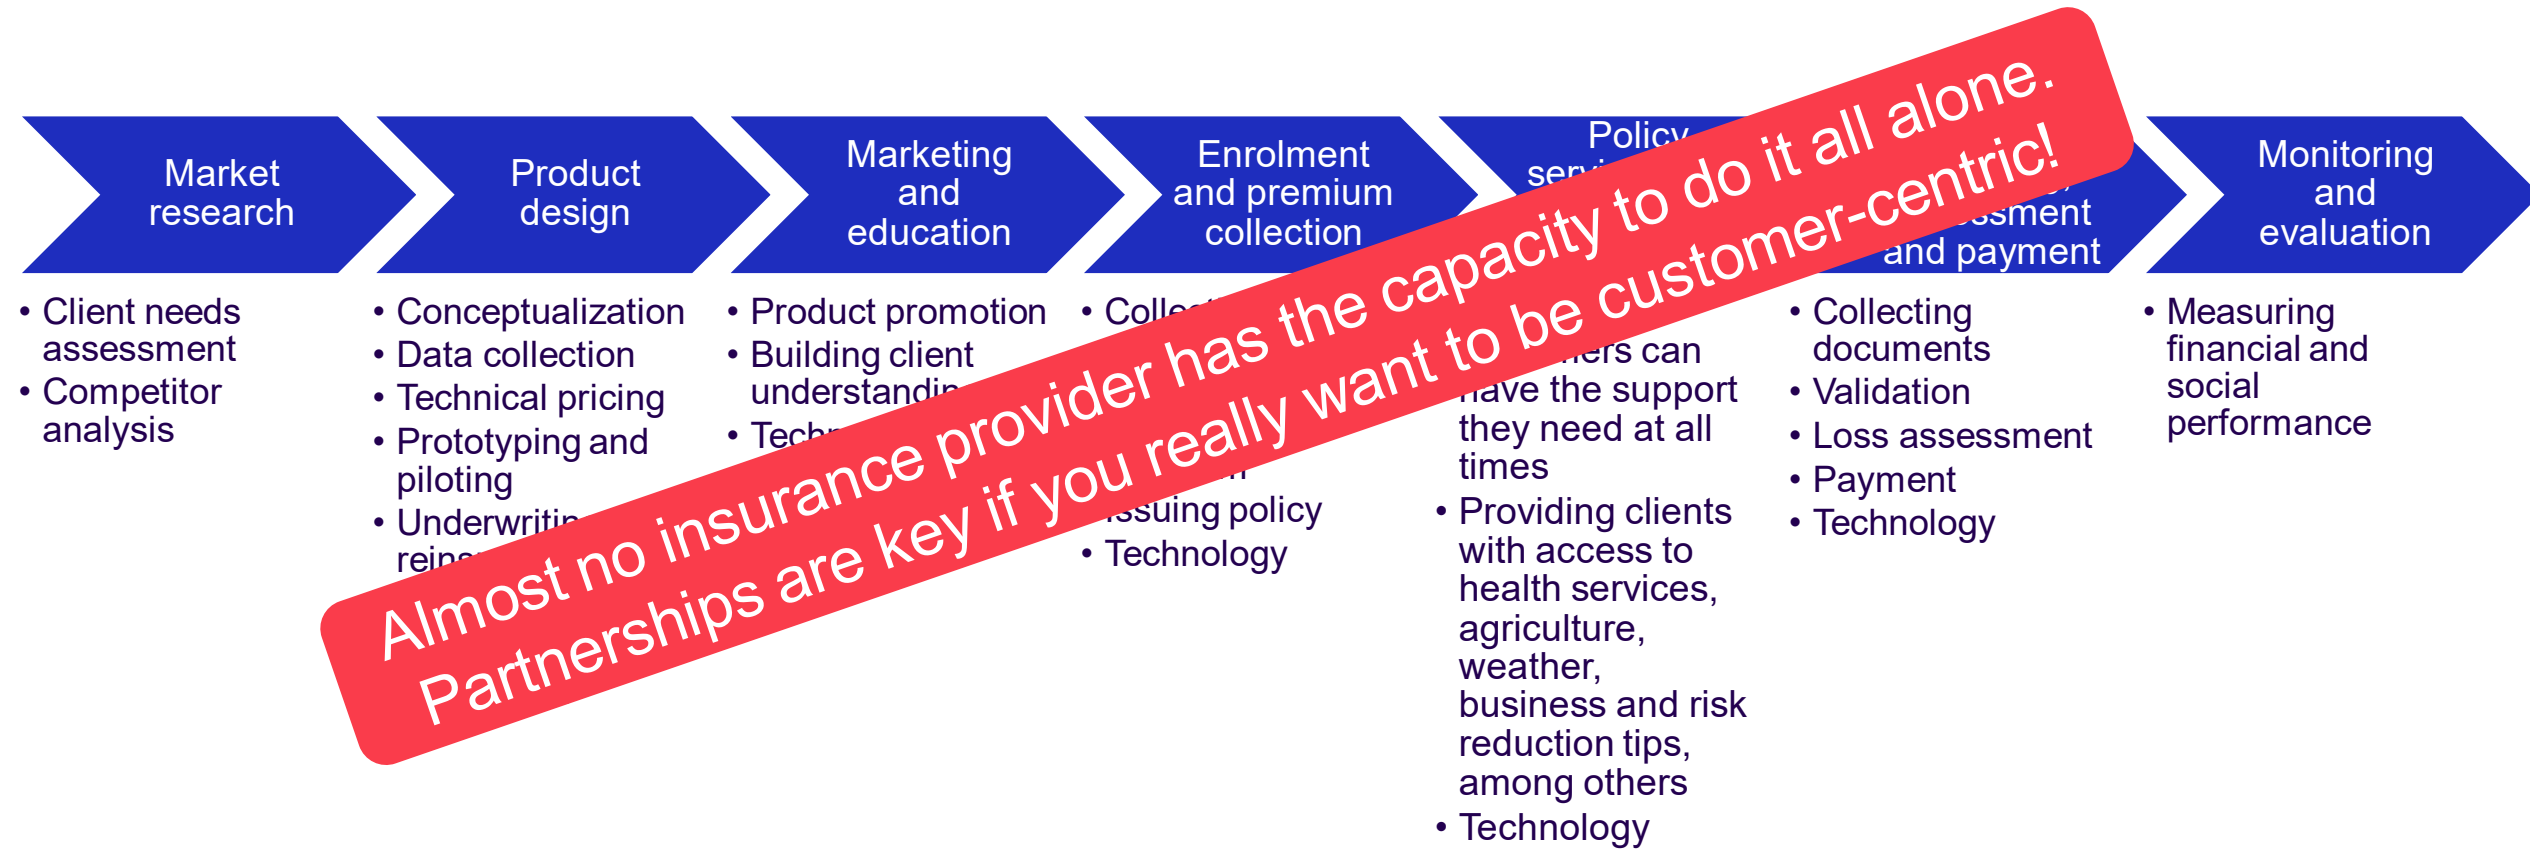 Market
research
• Client needs
assessment
• Competitor
analysis
Product
design
• Conceptualization
• Data collection
• Technical pricing
• Prototyping and
piloting
•
Marketing
and
education
• Product promotion
• Building client
•
Enrolment
and premium
collection
•
policy
• Technology
Policy
can
the support
they need at all
times
• Providing clients
with access to
health services,
agriculture,
weather,
business and risk
reduction tips,
among others
• Technology
and payment
• Collecting
documents
• Validation
• Loss assessment
• Payment
• Technology
Monitoring
and
evaluation
• Measuring
financial and
social
performance
Almost no insurance provider has the capacity to do it all alone.
Partnerships are key if you really want to be customer-centric!